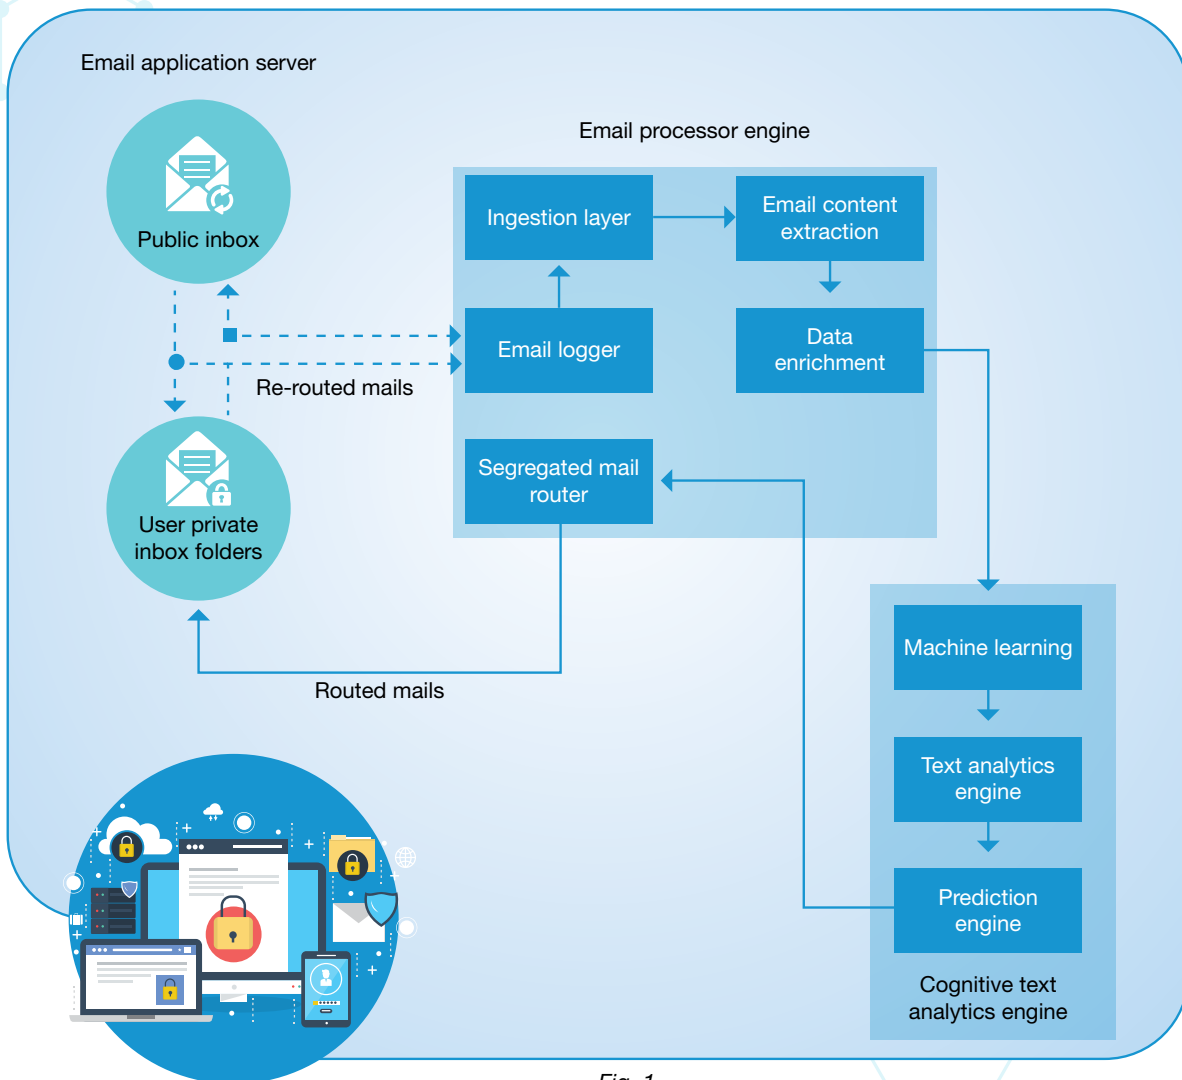 Email application server
Email processor engine
Public inbox
Ingestion layer
Email content
extraction
Email logger
Data
enrichment
Re-routed mails
Segregated mail
router
User private
inbox folders
Routed mails
Machine learning
Text analytics
engine
Prediction
engine
Cognitive text
analytics engine
Fig. 1